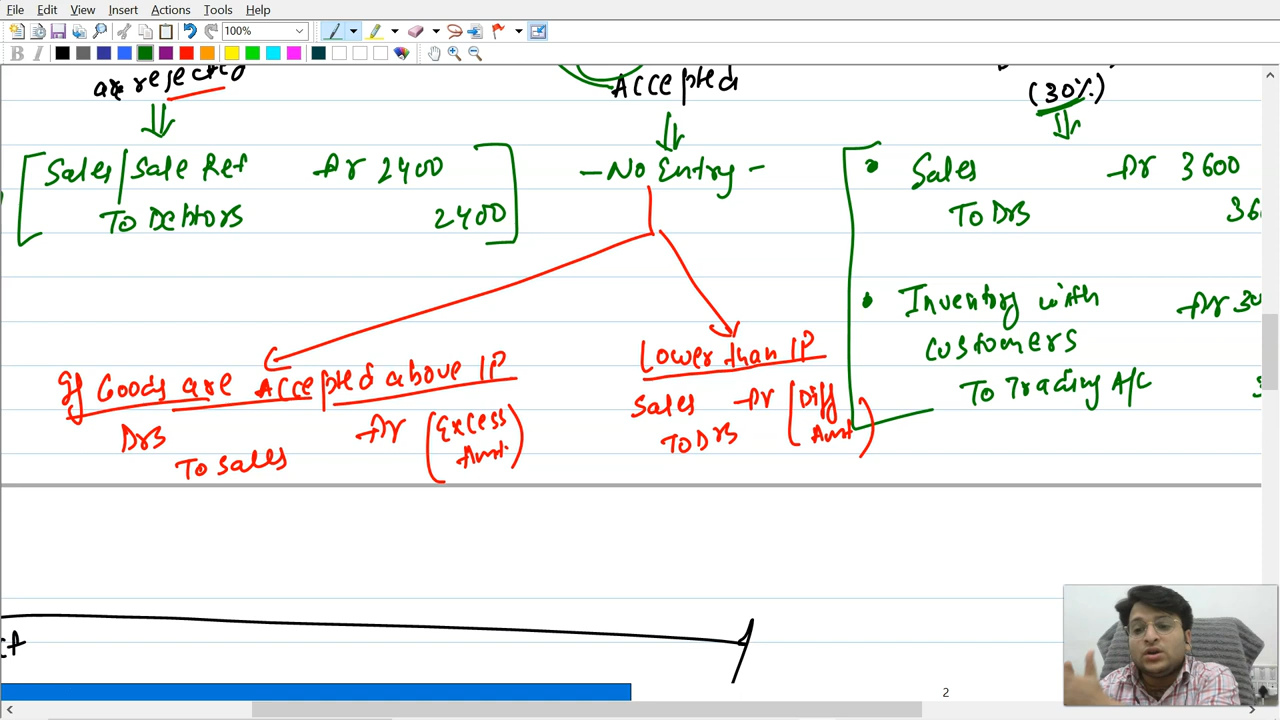 File Edit View Insert Actions Tools Help
100%
B I
are rejected
Accepted
(30%)
Sales/Sale Ret Dr 2400
To Debtors 2400
- No Entry -
• Sales Dr 3600
To Drs
• Inventory with Dr
customers
To Trading A/c
If Goods are Accepted above IP
Drs Dr (Excess Amt)
To Sales
Lower than IP
Sales Dr (Diff Amt)
To Drs
2